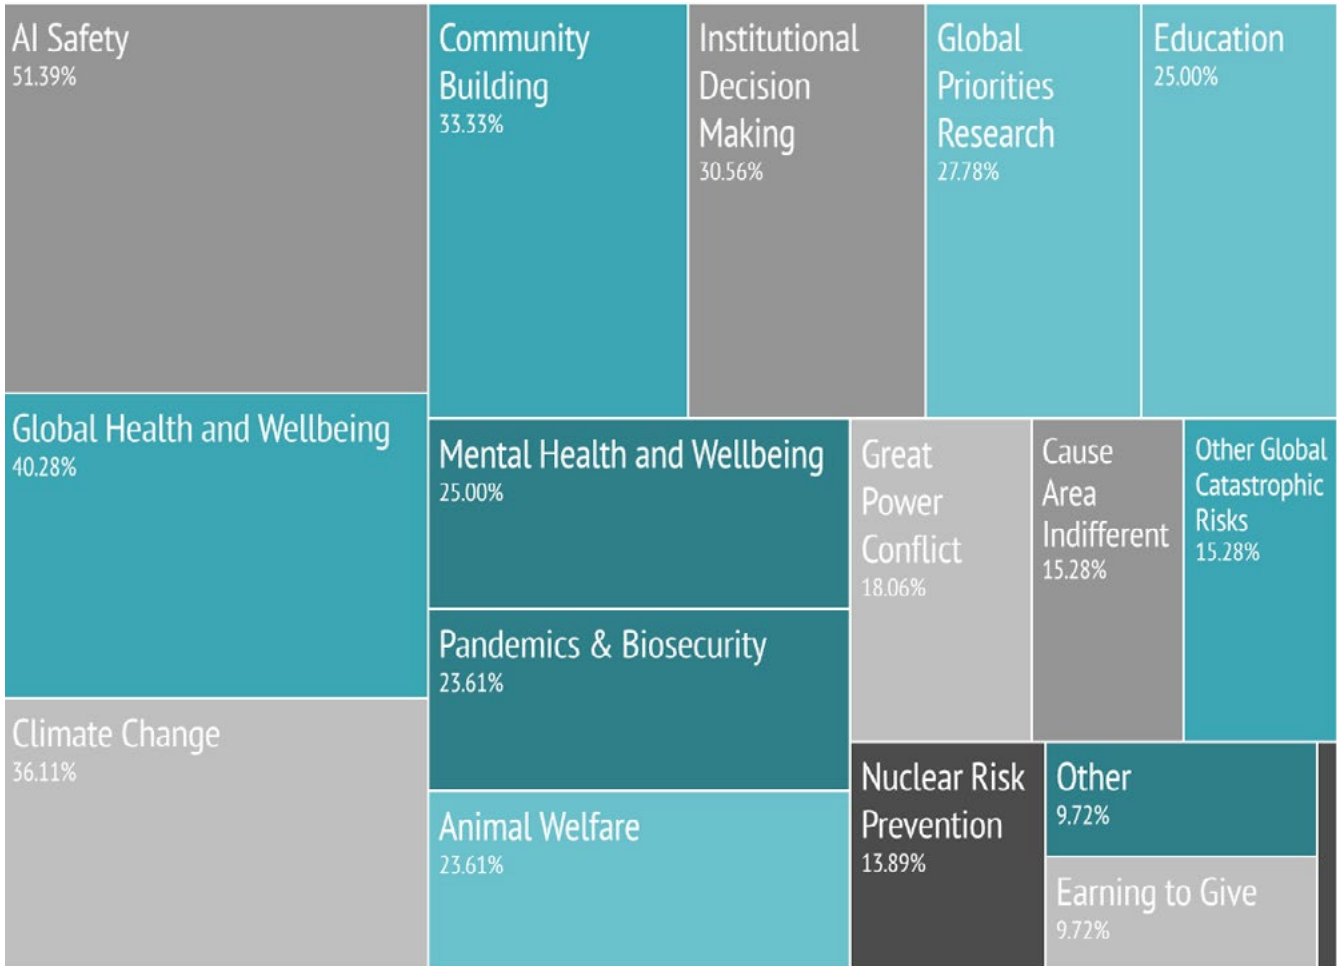 AI Safety
51.39%
Global Health and Wellbeing
40.28%
Climate Change
36.11%
Community
Building
33.33%
Institutional
Decision
Making
30.56%
Global
Priorities
Research
27.78%
Education
25.00%
Mental Health and Wellbeing
25.00%
Pandemics & Biosecurity
23.61%
Animal Welfare
23.61%
Great
Power
Conflict
18.06%
Cause
Area
Indifferent
15.28%
Other Global
Catastrophic
Risks
15.28%
Nuclear Risk
Prevention
13.89%
Other
9.72%
Earning to Give
9.72%